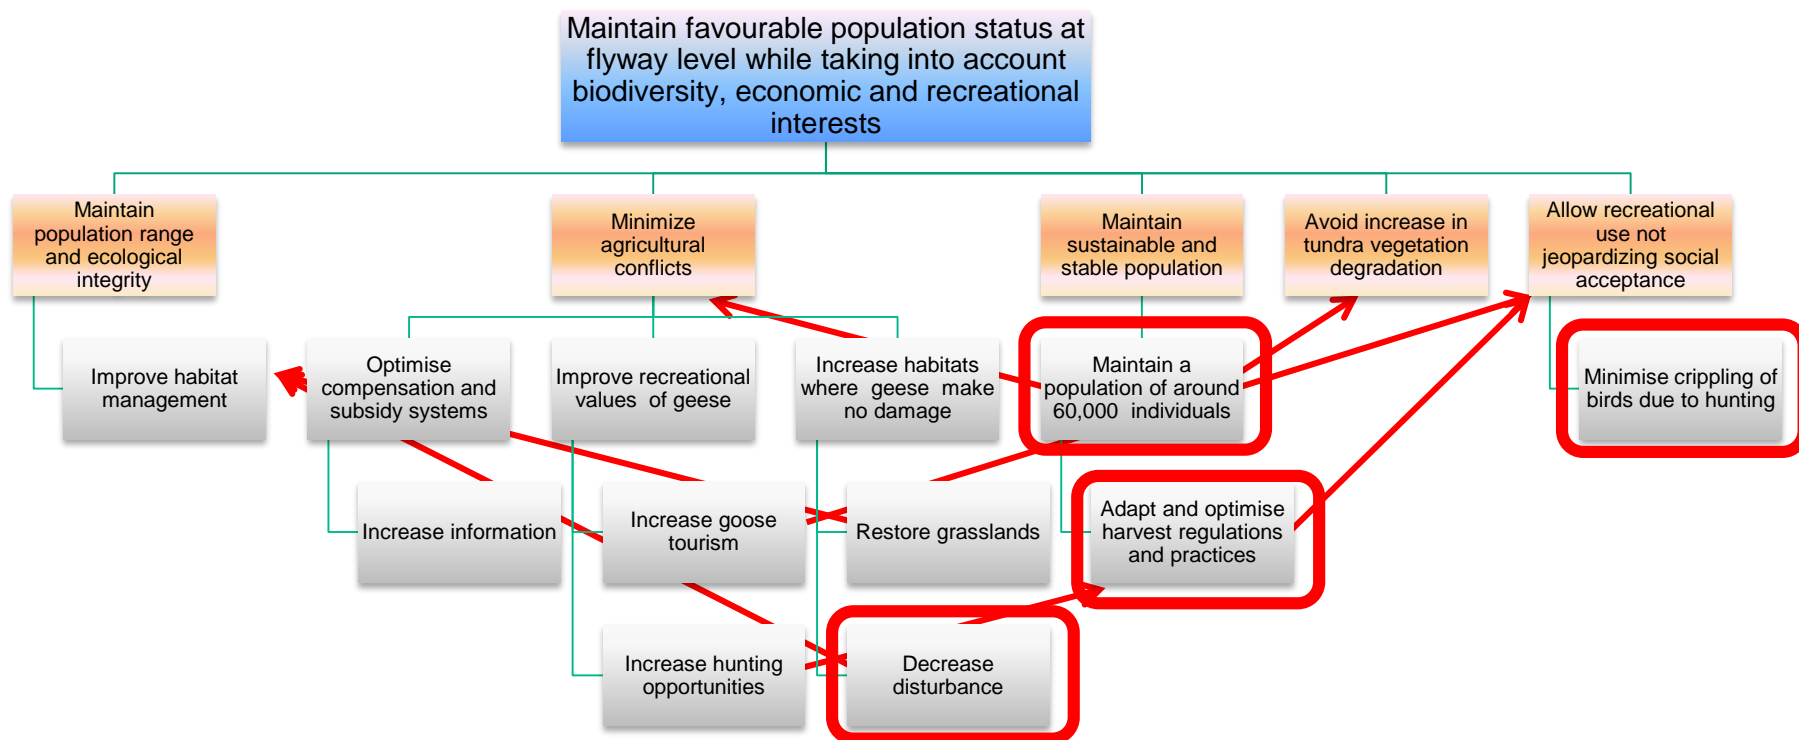 Maintain favourable population status at
flyway level while taking into account
biodiversity, economic and recreational
interests
Maintain
population range
and ecological
integrity
Minimize
agricultural
conflicts
Maintain
sustainable and
stable population
Avoid increase in
tundra vegetation
degradation
Allow recreational
use not
jeopardizing social
acceptance
Improve habitat
management
Optimise
compensation and
subsidy systems
Improve recreational
values of geese
Increase habitats
where geese make
no damage
Maintain a
population of around
60,000 individuals
Minimise crippling of
birds due to hunting
Increase information
Increase goose
tourism
Restore grasslands
Adapt and optimise
harvest regulations
and practices
Increase hunting
opportunities
Decrease
disturbance